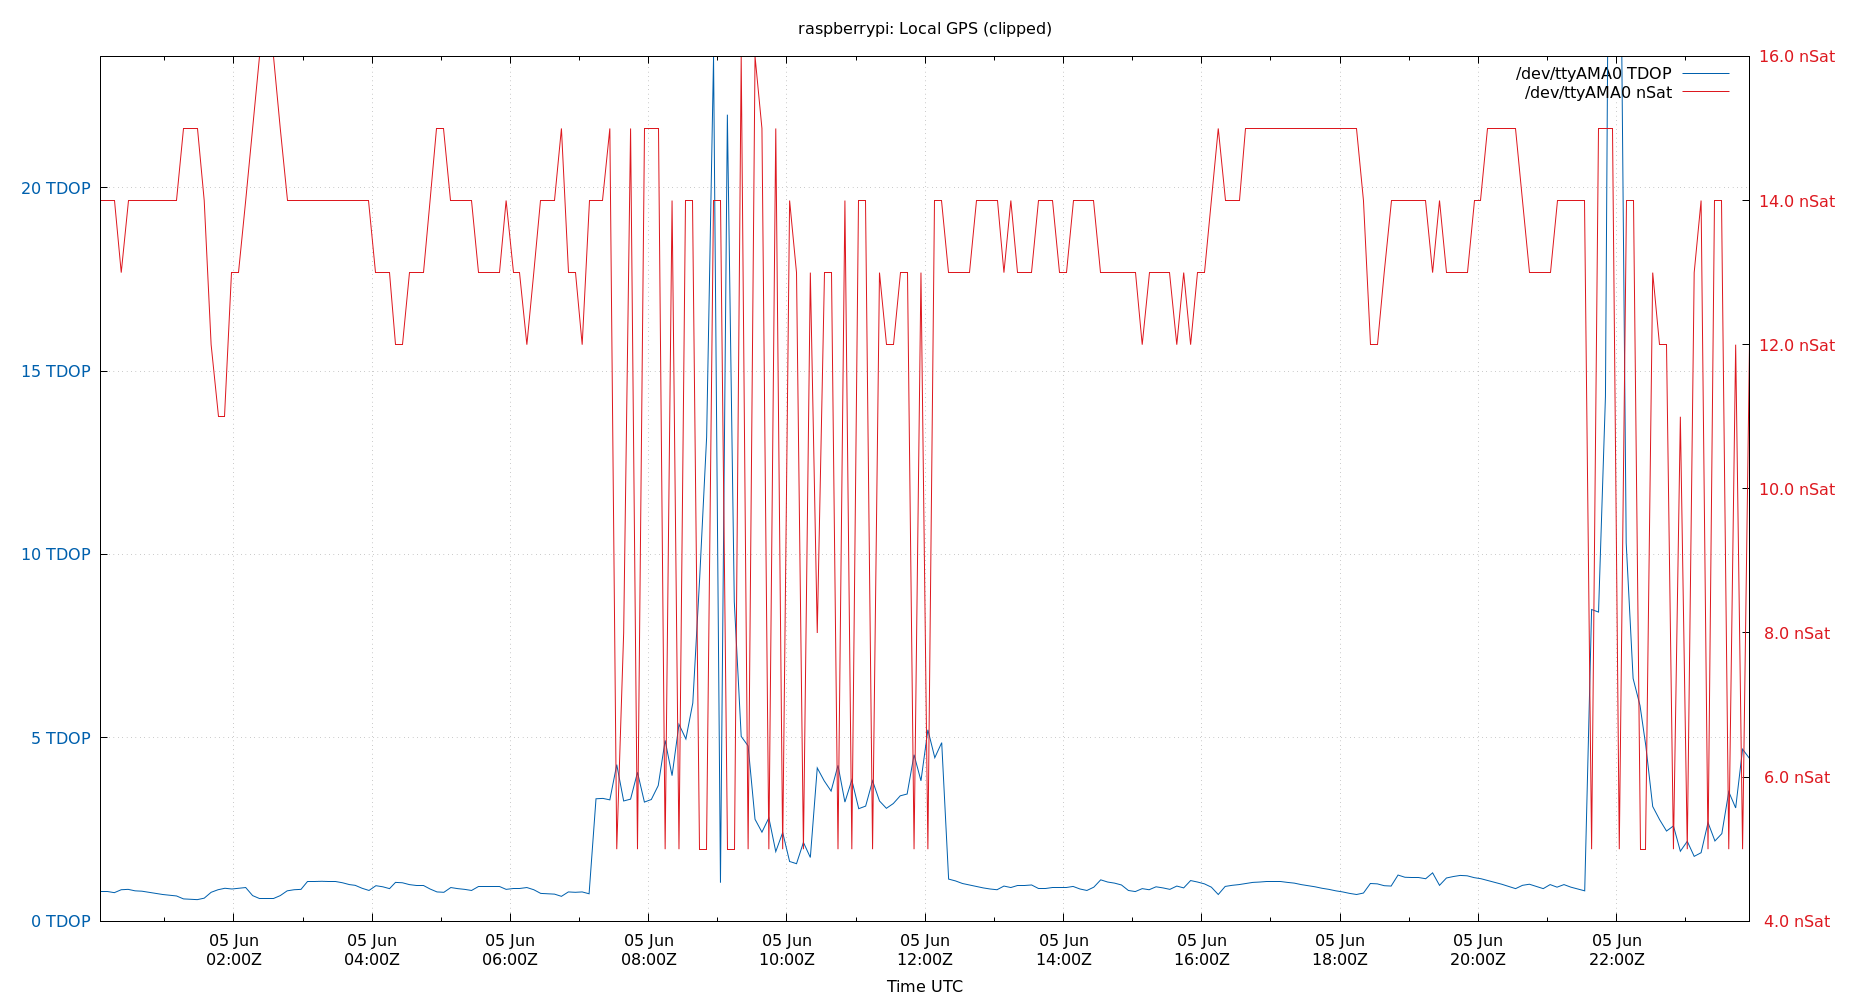 raspberrypi: Local GPS (clipped)
/dev/ttyAMA0 TDOP
/dev/ttyAMA0 nSat
20 TDOP
15 TDOP
10 TDOP
5 TDOP
0 TDOP
16.0 nSat
14.0 nSat
12.0 nSat
10.0 nSat
8.0 nSat
6.0 nSat
4.0 nSat
05 Jun
02:00Z
05 Jun
04:00Z
05 Jun
06:00Z
05 Jun
08:00Z
05 Jun
10:00Z
05 Jun
12:00Z
05 Jun
14:00Z
05 Jun
16:00Z
05 Jun
18:00Z
05 Jun
20:00Z
05 Jun
22:00Z
Time UTC